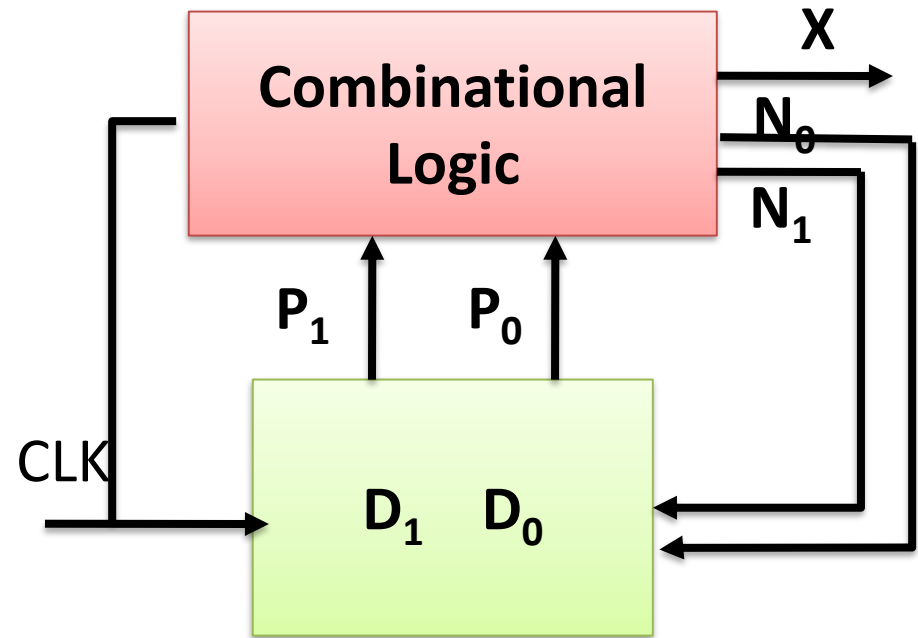 X
Combinational
Logic
N₀
N₁
P₁ P₀
CLK
D₁ D₀